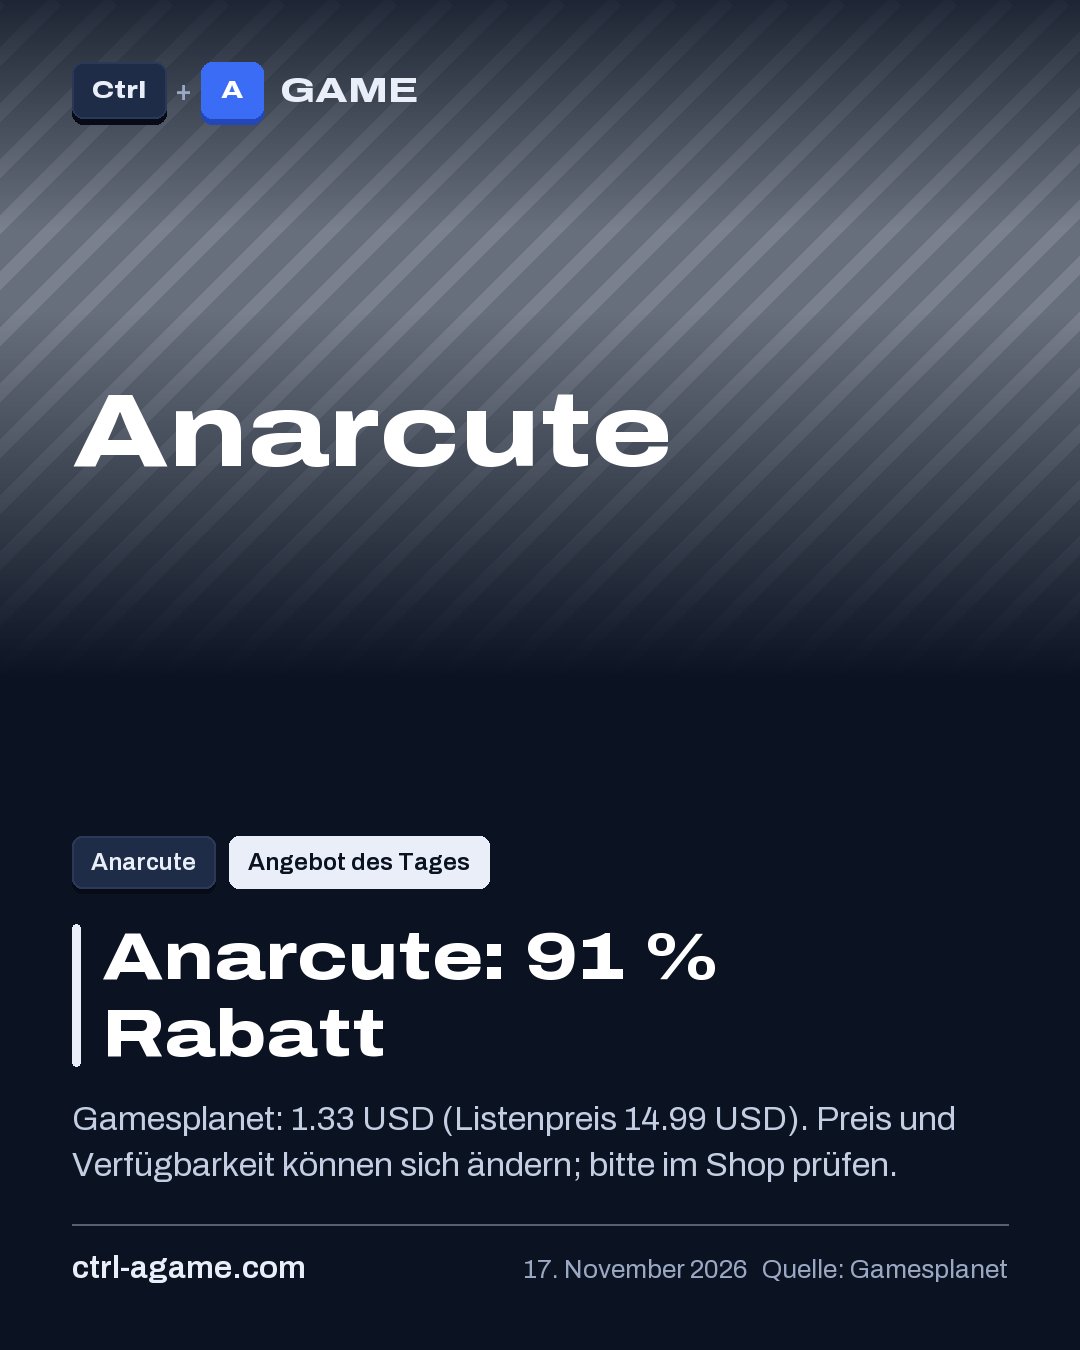 Ctrl + A GAME
Anarcute
Anarcute Angebot des Tages
Anarcute: 91 %
Rabatt
Gamesplanet: 1.33 USD (Listenpreis 14.99 USD). Preis und
Verfügbarkeit können sich ändern; bitte im Shop prüfen.
ctrl-agame.com 17. November 2026 Quelle: Gamesplanet